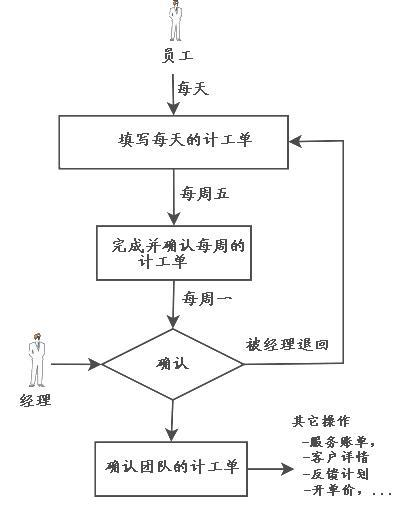 员工
每天
填写每天的计工单
每周五
完成并确认每周的
计工单
每周一
确认
被经理退回
经理
确认团队的计工单
其它操作
-服务账单，
-客户详情
-反馈计划
-开单价，...